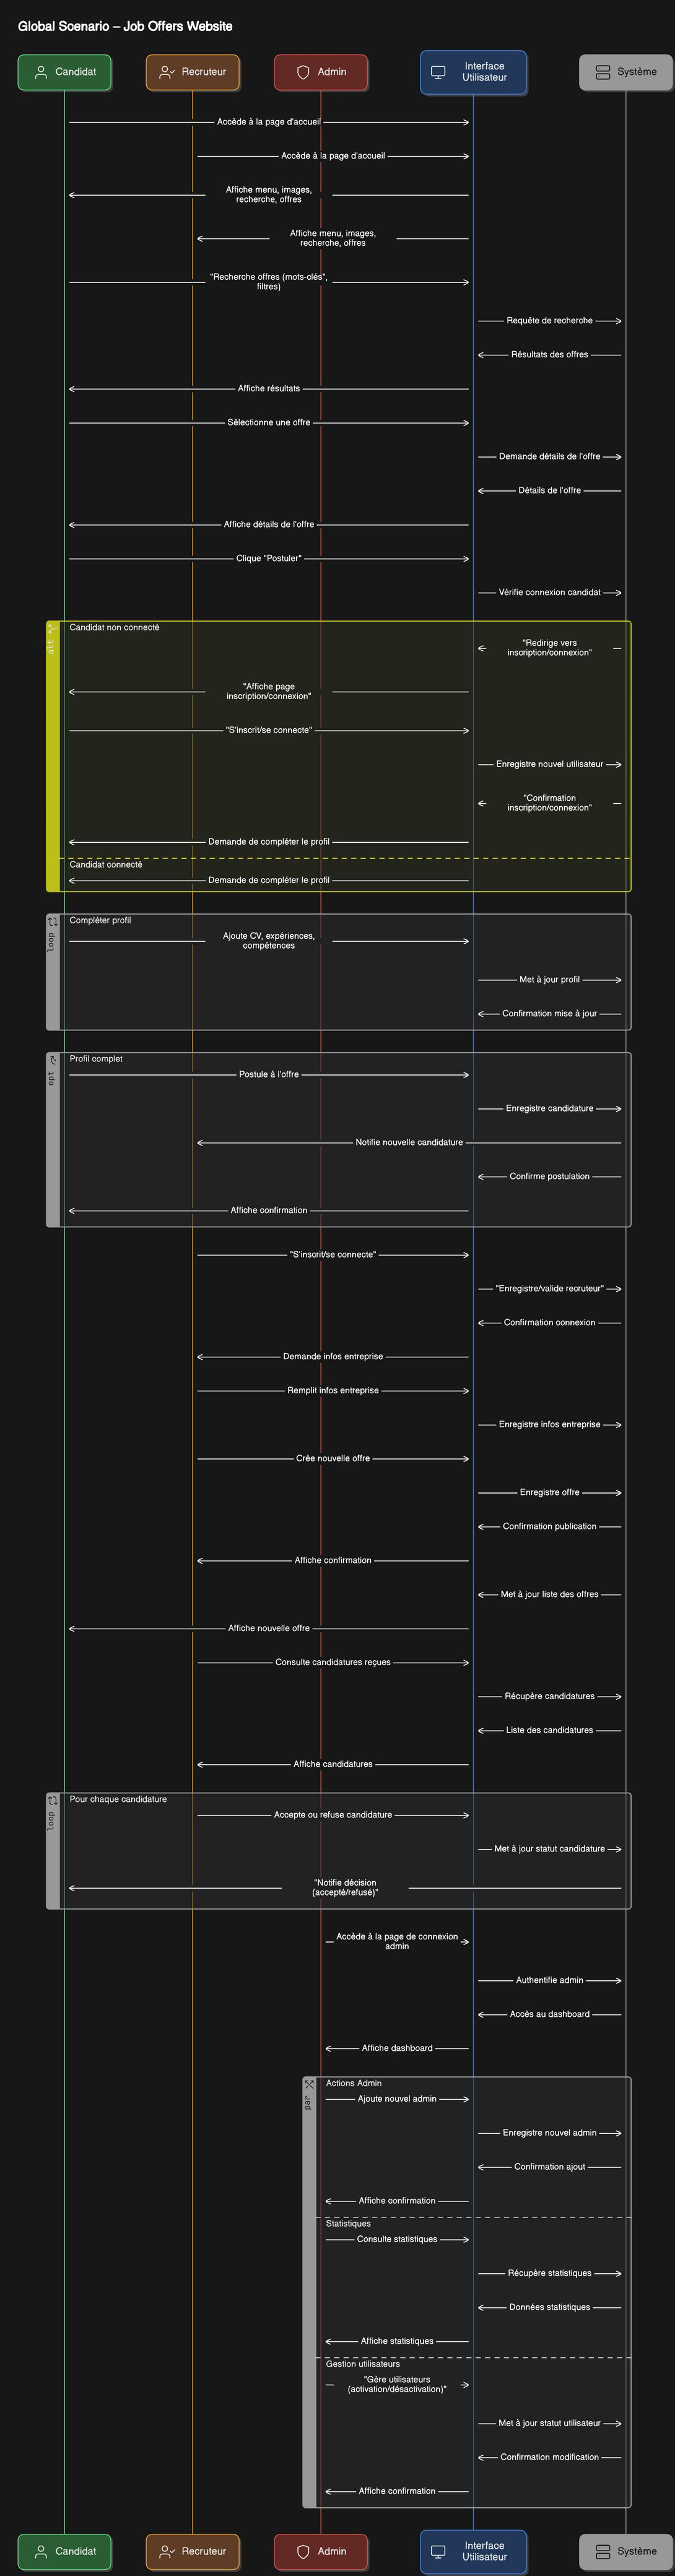 Global Scenario – Job Offers Website
Candidat
Recruteur
Admin
Interface
Utilisateur
Système
Accède à la page d'accueil
Accède à la page d'accueil
Affiche menu, images,
recherche, offres
Affiche menu, images,
recherche, offres
"Recherche offres (mots-clés",
filtres)
Requête de recherche
Résultats des offres
Affiche résultats
Sélectionne une offre
Demande détails de l'offre
Détails de l'offre
Affiche détails de l'offre
Clique "Postuler"
Vérifie connexion candidat
alt
Candidat non connecté
"Redirige vers
inscription/connexion"
"Affiche page
inscription/connexion"
"S'inscrit/se connecte"
Enregistre nouvel utilisateur
"Confirmation
inscription/connexion"
Demande de compléter le profil
Candidat connecté
Demande de compléter le profil
loop
Compléter profil
Ajoute CV, expériences,
compétences
Met à jour profil
Confirmation mise à jour
opt
Profil complet
Postule à l'offre
Enregistre candidature
Notifie nouvelle candidature
Confirme postulation
Affiche confirmation
"S'inscrit/se connecte"
"Enregistre/valide recruteur"
Confirmation connexion
Demande infos entreprise
Remplit infos entreprise
Enregistre infos entreprise
Crée nouvelle offre
Enregistre offre
Confirmation publication
Affiche confirmation
Met à jour liste des offres
Affiche nouvelle offre
Consulte candidatures reçues
Récupère candidatures
Liste des candidatures
Affiche candidatures
loop
Pour chaque candidature
Accepte ou refuse candidature
Met à jour statut candidature
"Notifie décision
(accepté/refusé)"
Accède à la page de connexion
admin
Authentifie admin
Accès au dashboard
Affiche dashboard
par
Actions Admin
Ajoute nouvel admin
Enregistre nouvel admin
Confirmation ajout
Affiche confirmation
Statistiques
Consulte statistiques
Récupère statistiques
Données statistiques
Affiche statistiques
Gestion utilisateurs
"Gère utilisateurs
(activation/désactivation)"
Met à jour statut utilisateur
Confirmation modification
Affiche confirmation
Candidat
Recruteur
Admin
Interface
Utilisateur
Système